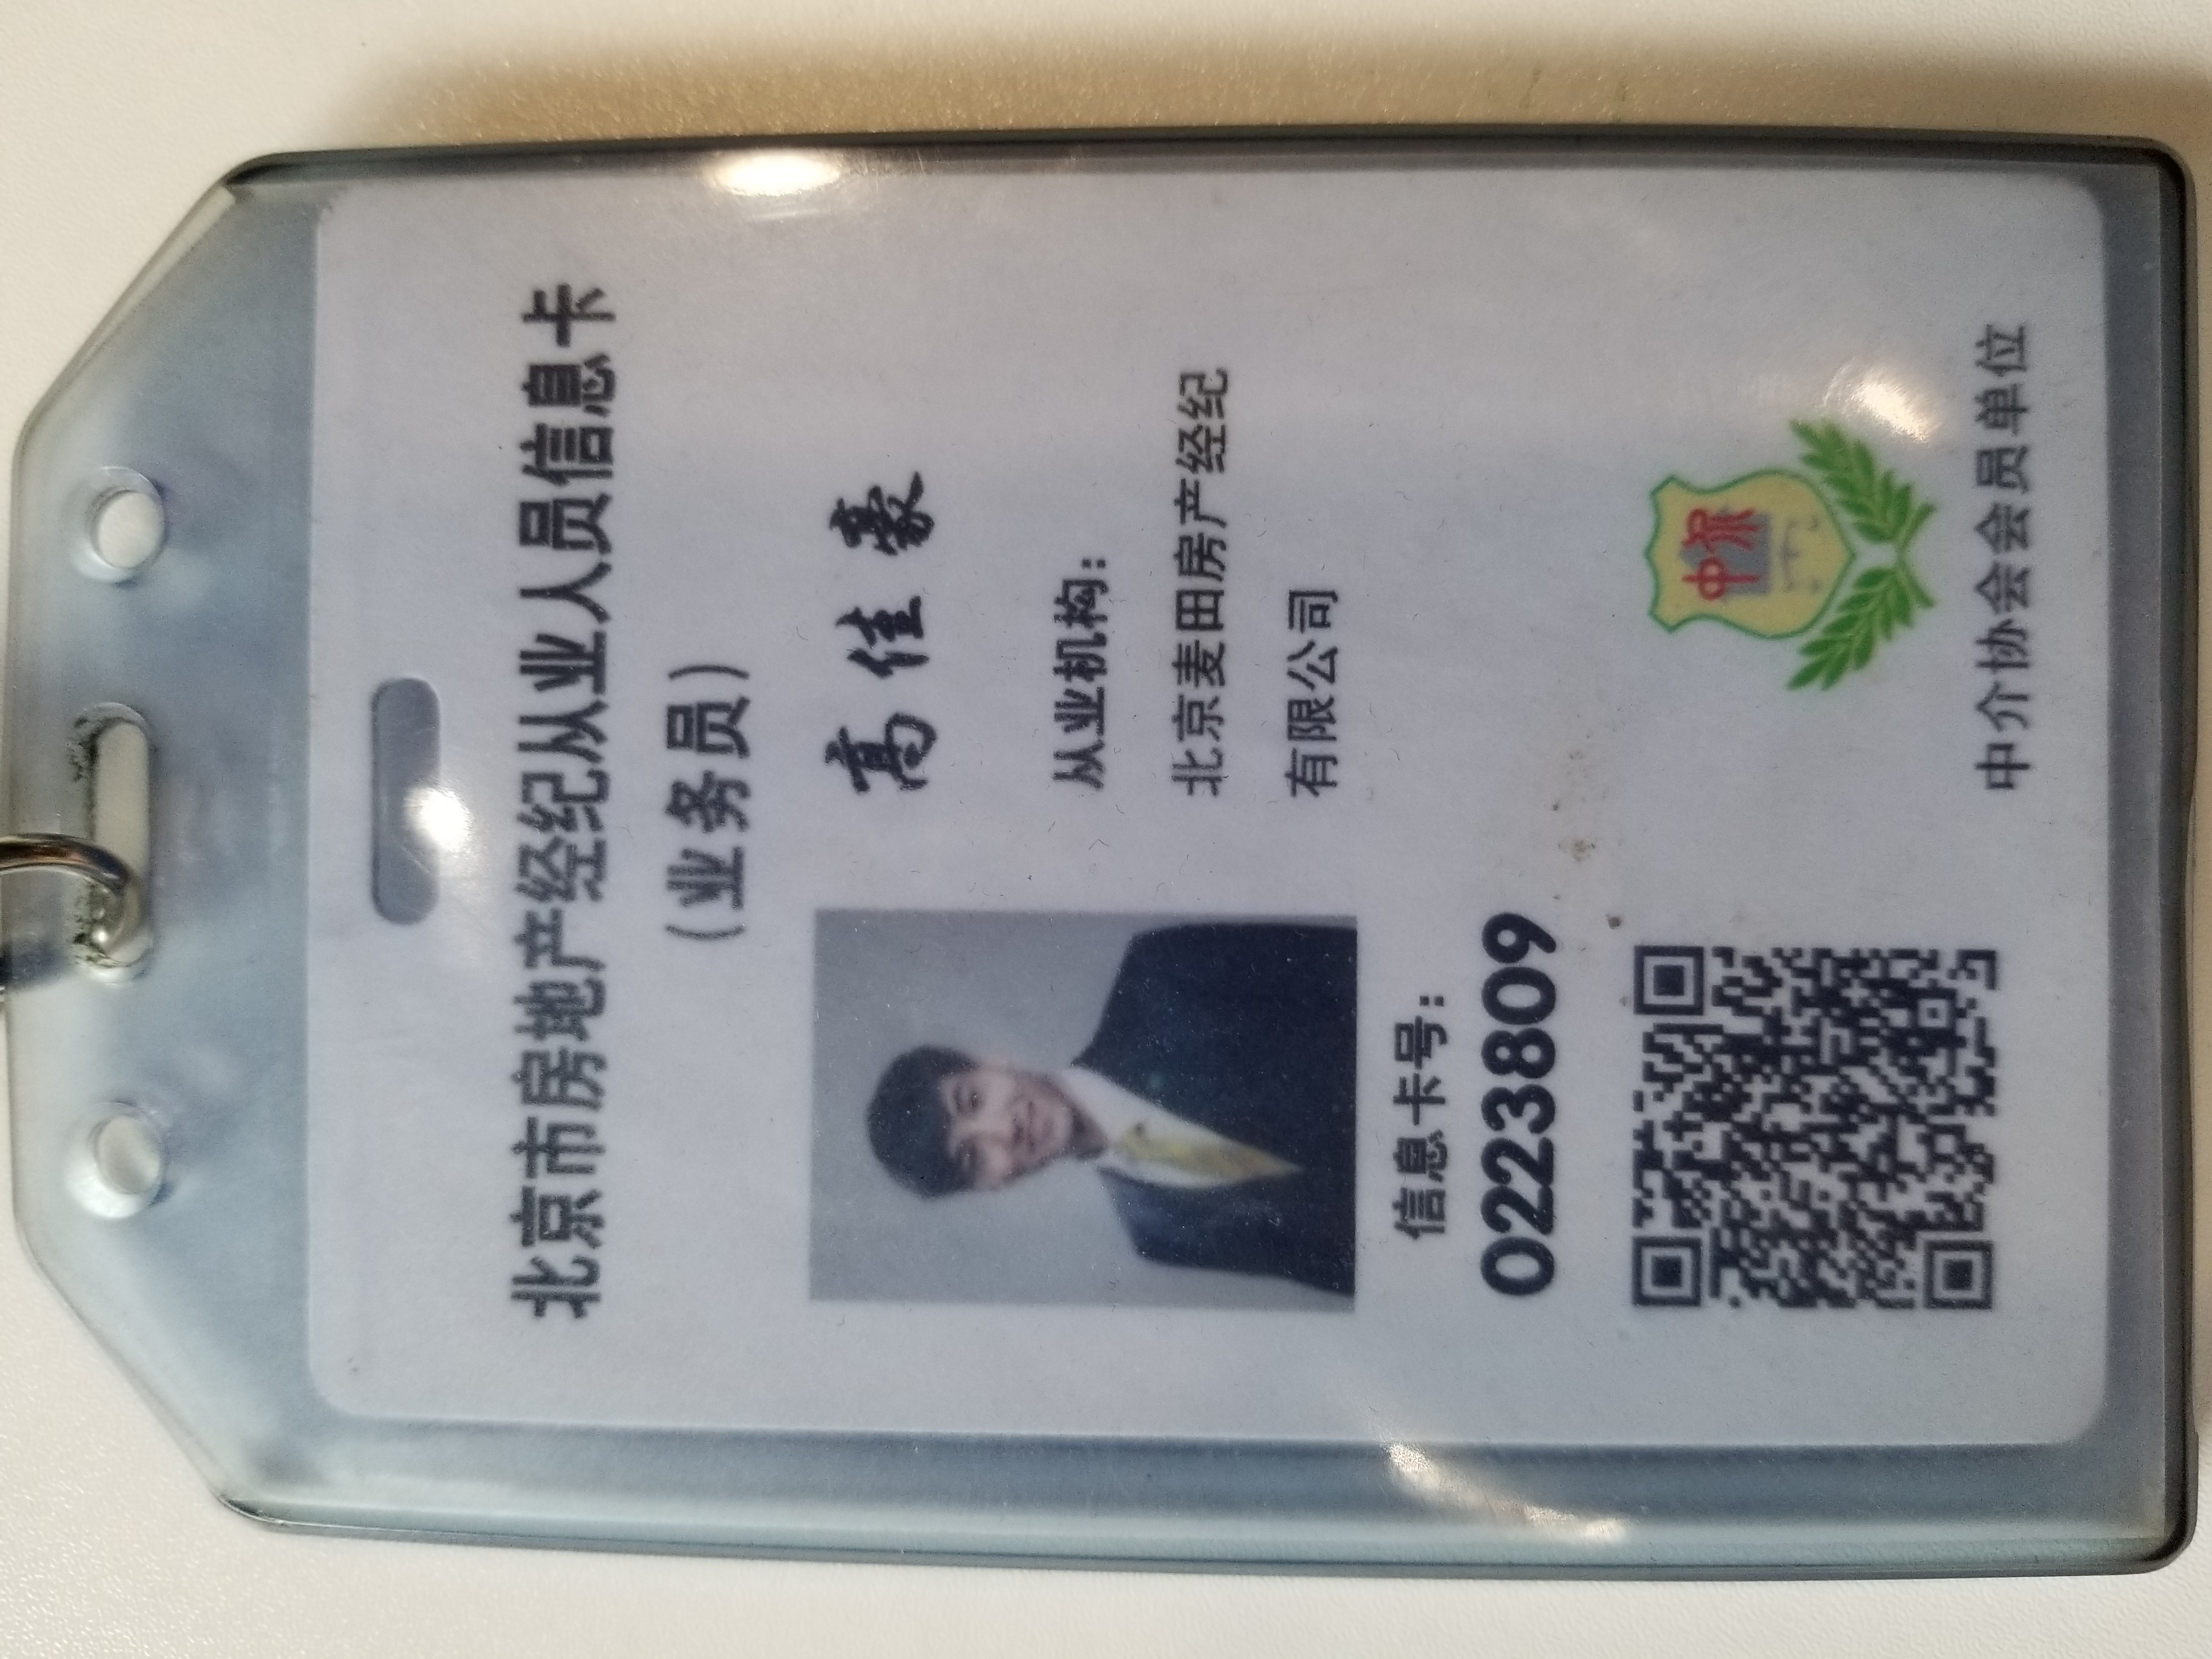 北京市房地产经纪从业人员信息卡
(业务员)
高佳豪
从业机构：
北京麦田房产经纪
有限公司
信息卡号：
0223809
中介
中介协会会员单位